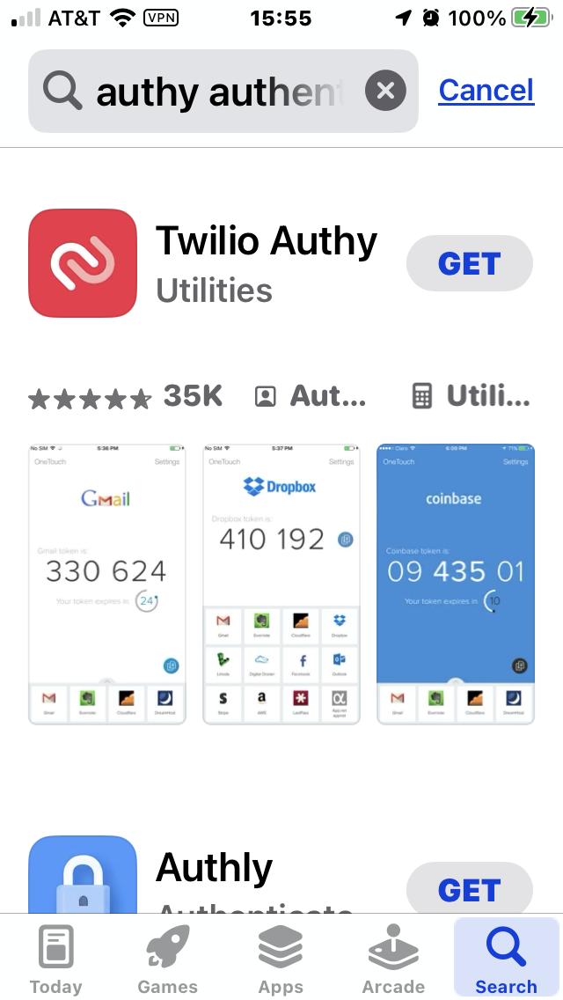 AT&T VPN 15:55 100%
authy authent
Cancel
Twilio Authy
Utilities
GET
35K Aut... Utili...
No SIM 5:36 PM
OneTouch Settings
GMail
Gmail token is:
330 624
Your token expires in 24
Gmail Evernote Cloudflare DreamHost
No SIM 5:37 PM
OneTouch Settings
Dropbox
Dropbox token is:
410 192
Gmail Evernote Cloudflare Dropbox
Linode Digital Ocean Facebook Outlook
Stripe AWS LastPass App.net
Claro 6:09 PM 71%
OneTouch Settings
coinbase
Coinbase token is:
09 435 01
Your token expires in 10
Gmail Evernote Cloudflare DreamHost
Authly
GET
Authenticate
Today Games Apps Arcade Search